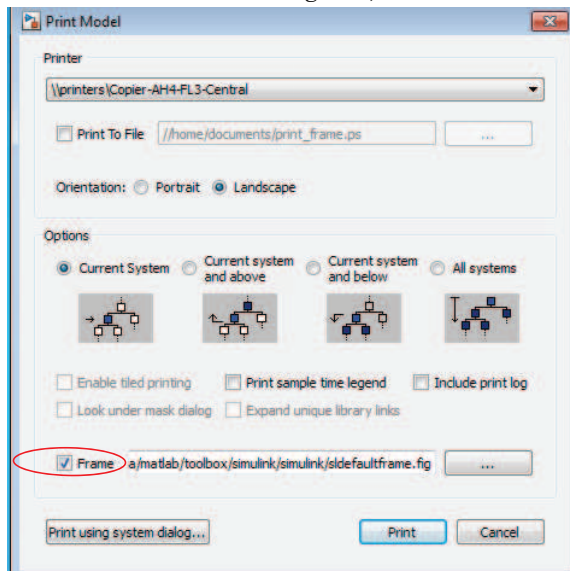 Print Model
Printer
\\printers\Copier-AH4-FL3-Central
Print To File //home/documents/print_frame.ps ...
Orientation: Portrait Landscape
Options
Current System Current system and above Current system and below All systems
Enable tiled printing Print sample time legend Include print log
Look under mask dialog Expand unique library links
Frame a/matlab/toolbox/simulink/simulink/sldefaultframe.fig ...
Print using system dialog... Print Cancel